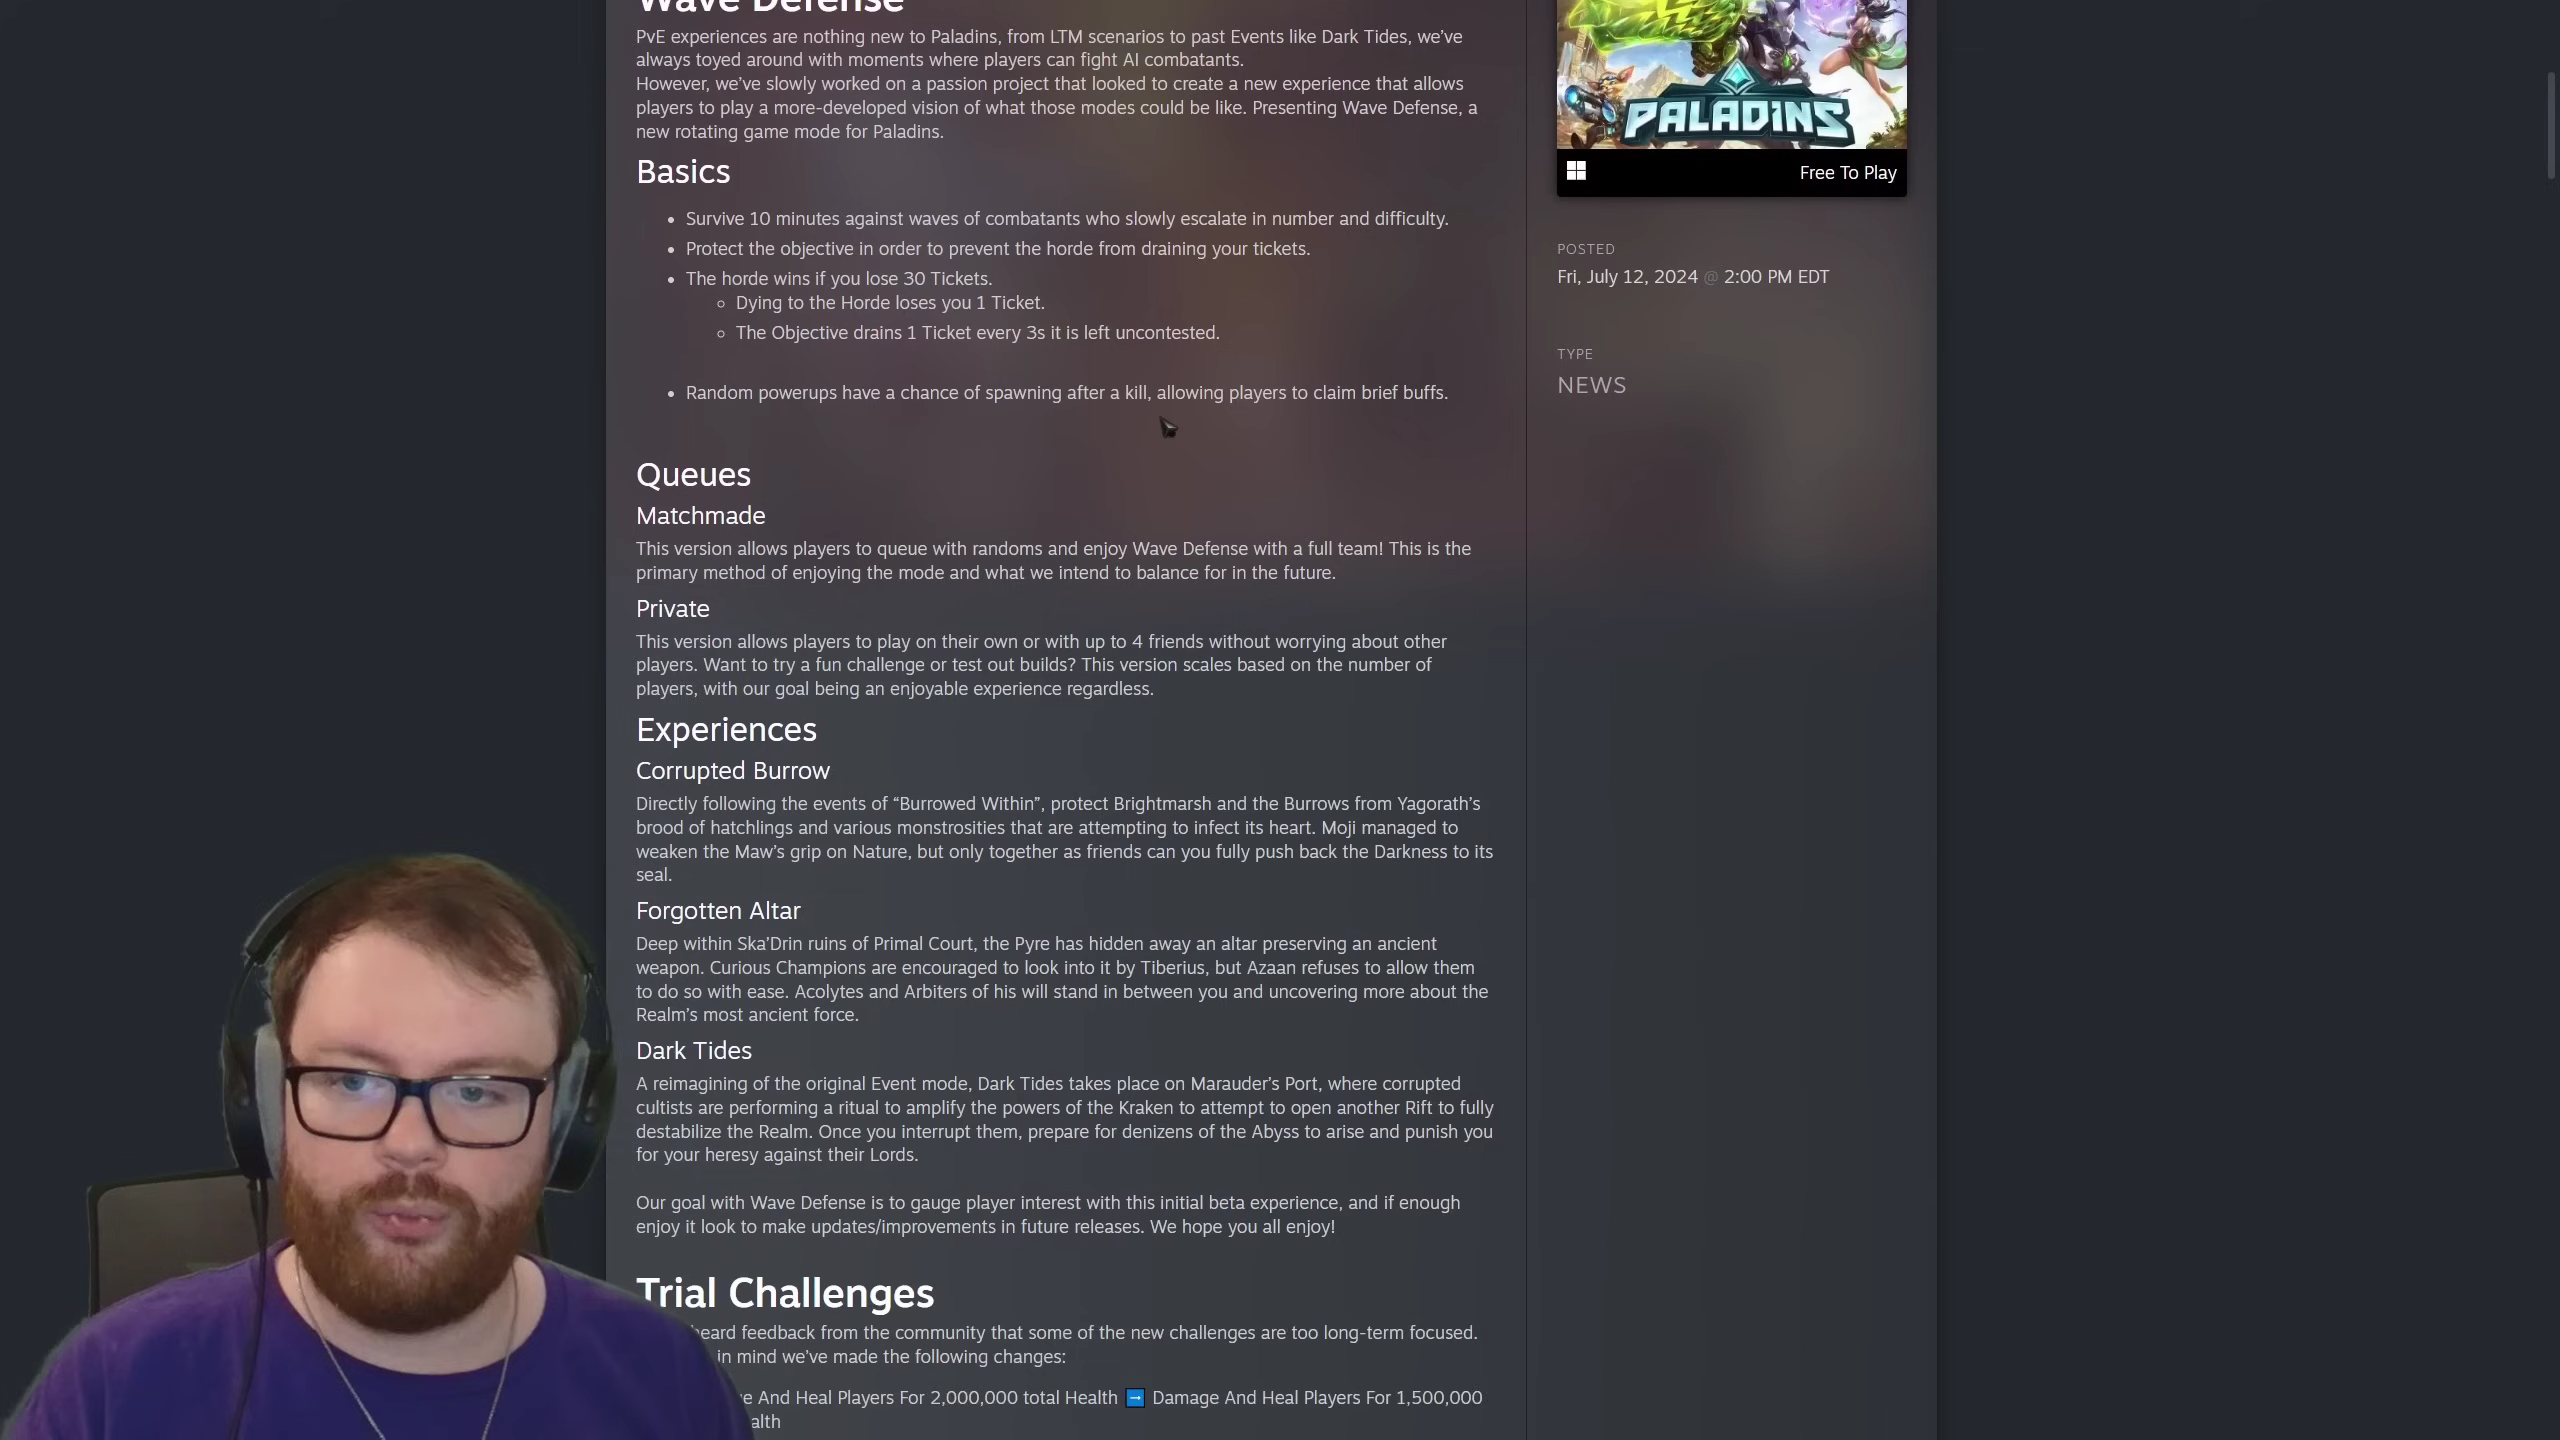 Wave Defense
PvE experiences are nothing new to Paladins, from LTM scenarios to past Events like Dark Tides, we’ve
always toyed around with moments where players can fight AI combatants.
However, we’ve slowly worked on a passion project that looked to create a new experience that allows
players to play a more-developed vision of what those modes could be like. Presenting Wave Defense, a
new rotating game mode for Paladins.
Basics
• Survive 10 minutes against waves of combatants who slowly escalate in number and difficulty.
• Protect the objective in order to prevent the horde from draining your tickets.
• The horde wins if you lose 30 Tickets.
◦ Dying to the Horde loses you 1 Ticket.
◦ The Objective drains 1 Ticket every 3s it is left uncontested.
• Random powerups have a chance of spawning after a kill, allowing players to claim brief buffs.
Queues
Matchmade
This version allows players to queue with randoms and enjoy Wave Defense with a full team! This is the
primary method of enjoying the mode and what we intend to balance for in the future.
Private
This version allows players to play on their own or with up to 4 friends without worrying about other
players. Want to try a fun challenge or test out builds? This version scales based on the number of
players, with our goal being an enjoyable experience regardless.
Experiences
Corrupted Burrow
Directly following the events of “Burrowed Within”, protect Brightmarsh and the Burrows from Yagorath’s
brood of hatchlings and various monstrosities that are attempting to infect its heart. Moji managed to
weaken the Maw’s grip on Nature, but only together as friends can you fully push back the Darkness to its
seal.
Forgotten Altar
Deep within Ska’Drin ruins of Primal Court, the Pyre has hidden away an altar preserving an ancient
weapon. Curious Champions are encouraged to look into it by Tiberius, but Azaan refuses to allow them
to do so with ease. Acolytes and Arbiters of his will stand in between you and uncovering more about the
Realm’s most ancient force.
Dark Tides
A reimagining of the original Event mode, Dark Tides takes place on Marauder’s Port, where corrupted
cultists are performing a ritual to amplify the powers of the Kraken to attempt to open another Rift to fully
destabilize the Realm. Once you interrupt them, prepare for denizens of the Abyss to arise and punish you
for your heresy against their Lords.
Our goal with Wave Defense is to gauge player interest with this initial beta experience, and if enough
enjoy it look to make updates/improvements in future releases. We hope you all enjoy!
Trial Challenges
heard feedback from the community that some of the new challenges are too long-term focused.
in mind we’ve made the following changes:
And Heal Players For 2,000,000 total Health ➡ Damage And Heal Players For 1,500,000
PALADINS
Free To Play
POSTED
Fri, July 12, 2024 @ 2:00 PM EDT
TYPE
NEWS